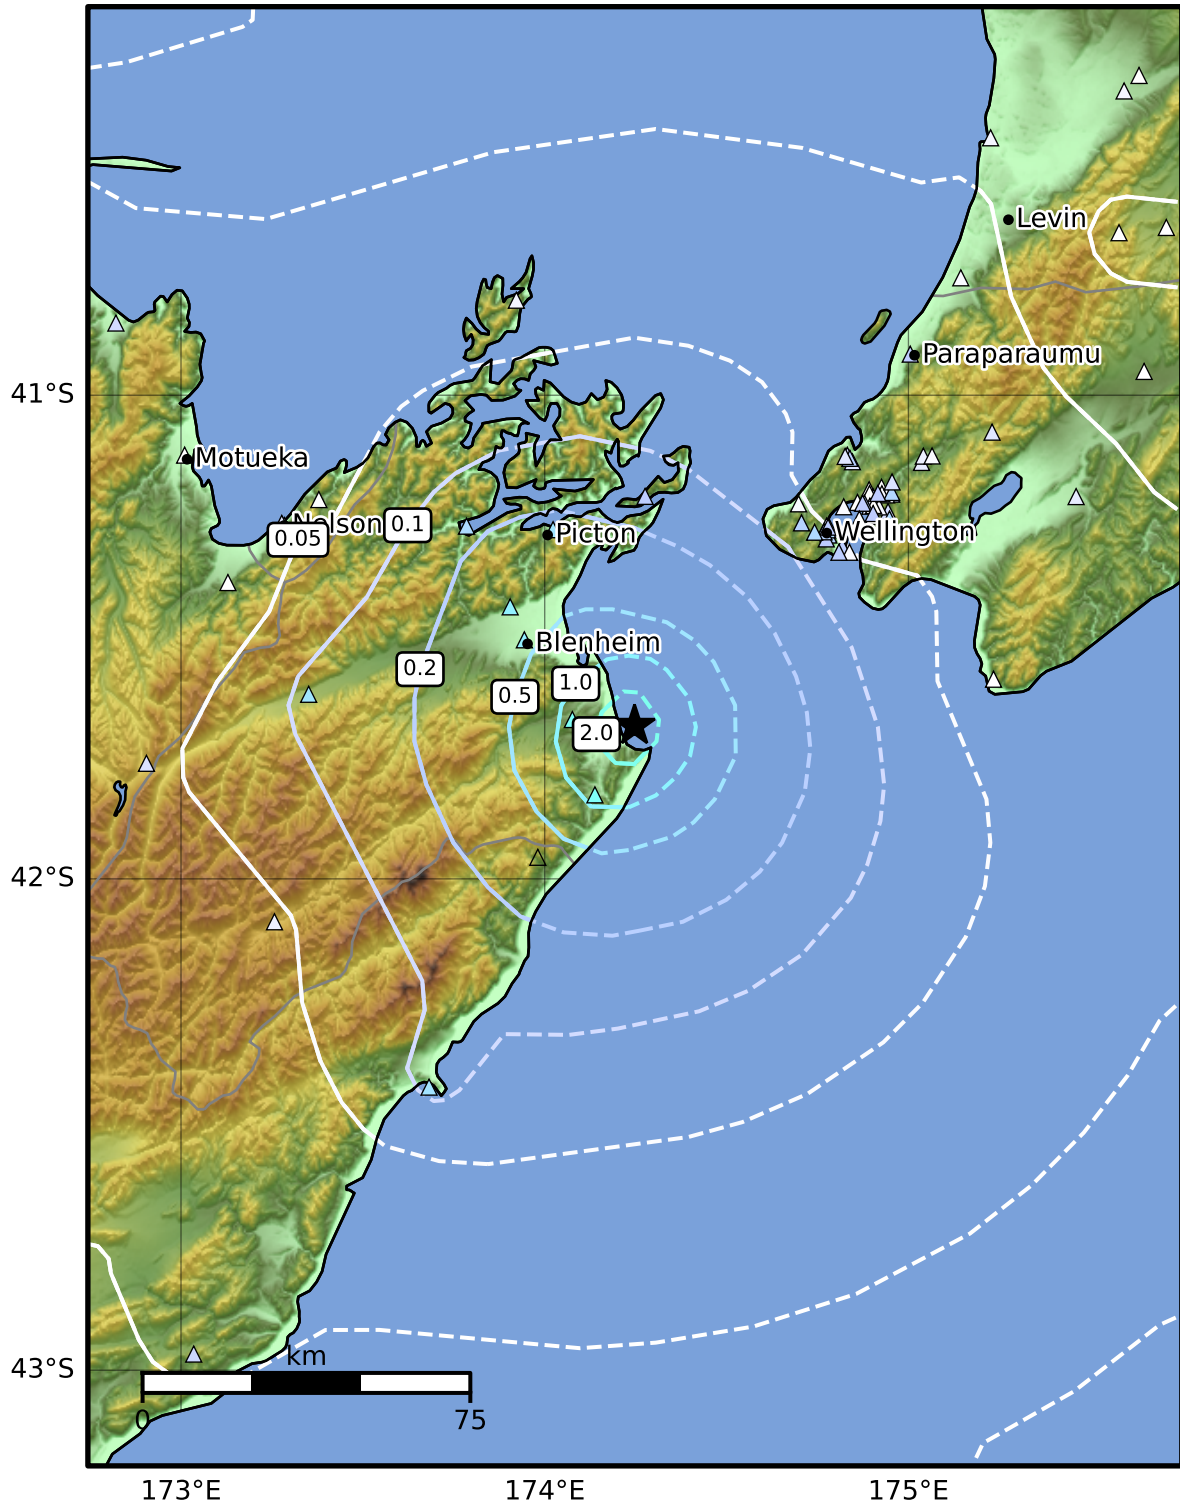 Levin
Paraparaumu
41°S
Motueka
Nelson
0.1
0.05
Picton
Wellington
Blenheim
0.2
0.5
1.0
2.0
42°S
43°S
km
0
75
173°E
174°E
175°E